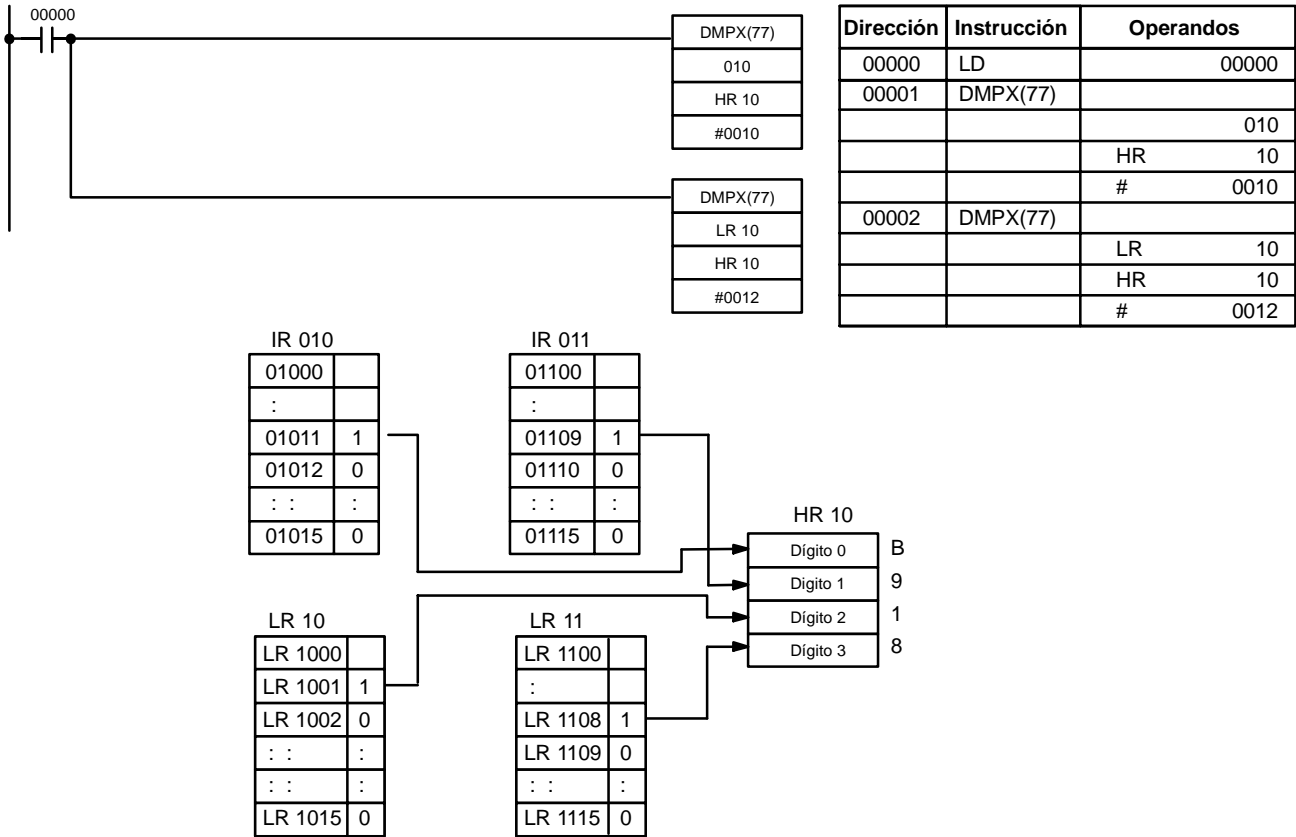 00000
DMPX(77)
010
HR 10
#0010
DMPX(77)
LR 10
HR 10
#0012
Dirección Instrucción Operandos
00000 LD 00000
00001 DMPX(77)
010
HR 10
# 0010
00002 DMPX(77)
LR 10
HR 10
# 0012
IR 010
01000
:
01011 1
01012 0
: : :
01015 0
IR 011
01100
:
01109 1
01110 0
: : :
01115 0
HR 10
Dígito 0 B
Digito 1 9
Dígito 2 1
Dígito 3 8
LR 10
LR 1000
LR 1001 1
LR 1002 0
: : :
: : :
LR 1015 0
LR 11
LR 1100
:
LR 1108 1
LR 1109 0
: : :
LR 1115 0